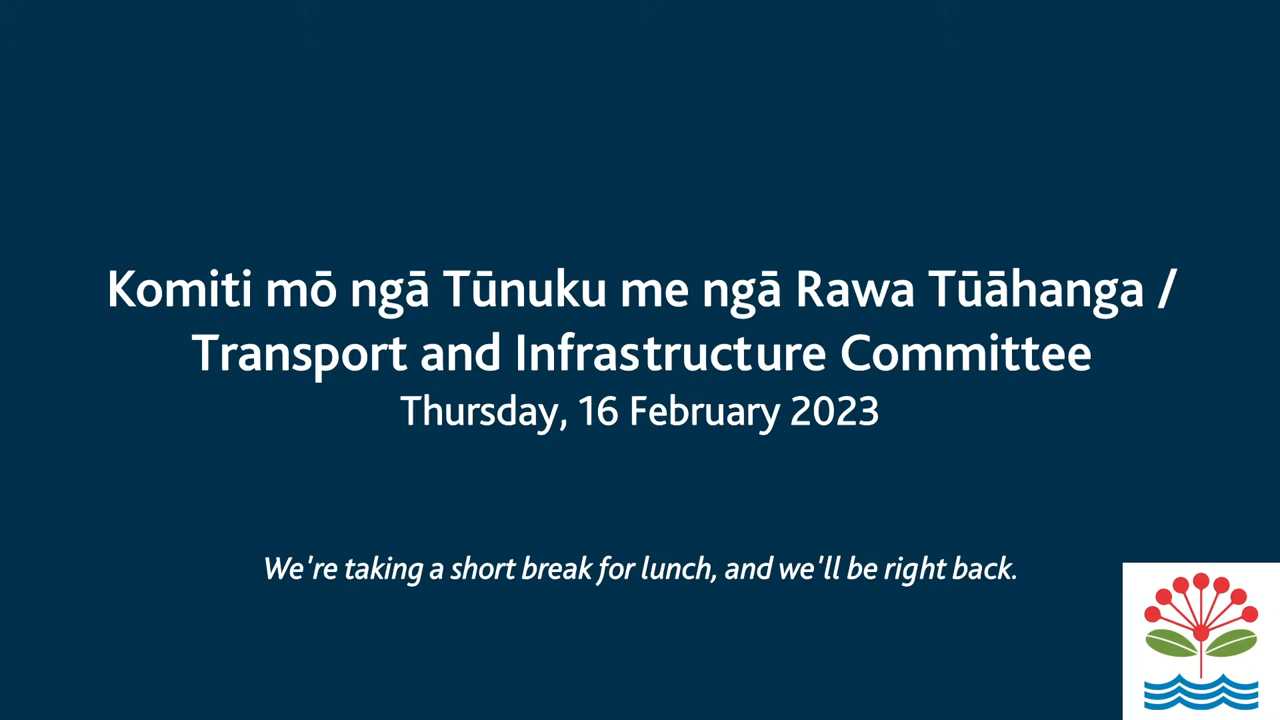 Komiti mō ngā Tūnuku me ngā Rawa Tūāhanga /
Transport and Infrastructure Committee
Thursday, 16 February 2023
We're taking a short break for lunch, and we'll be right back.